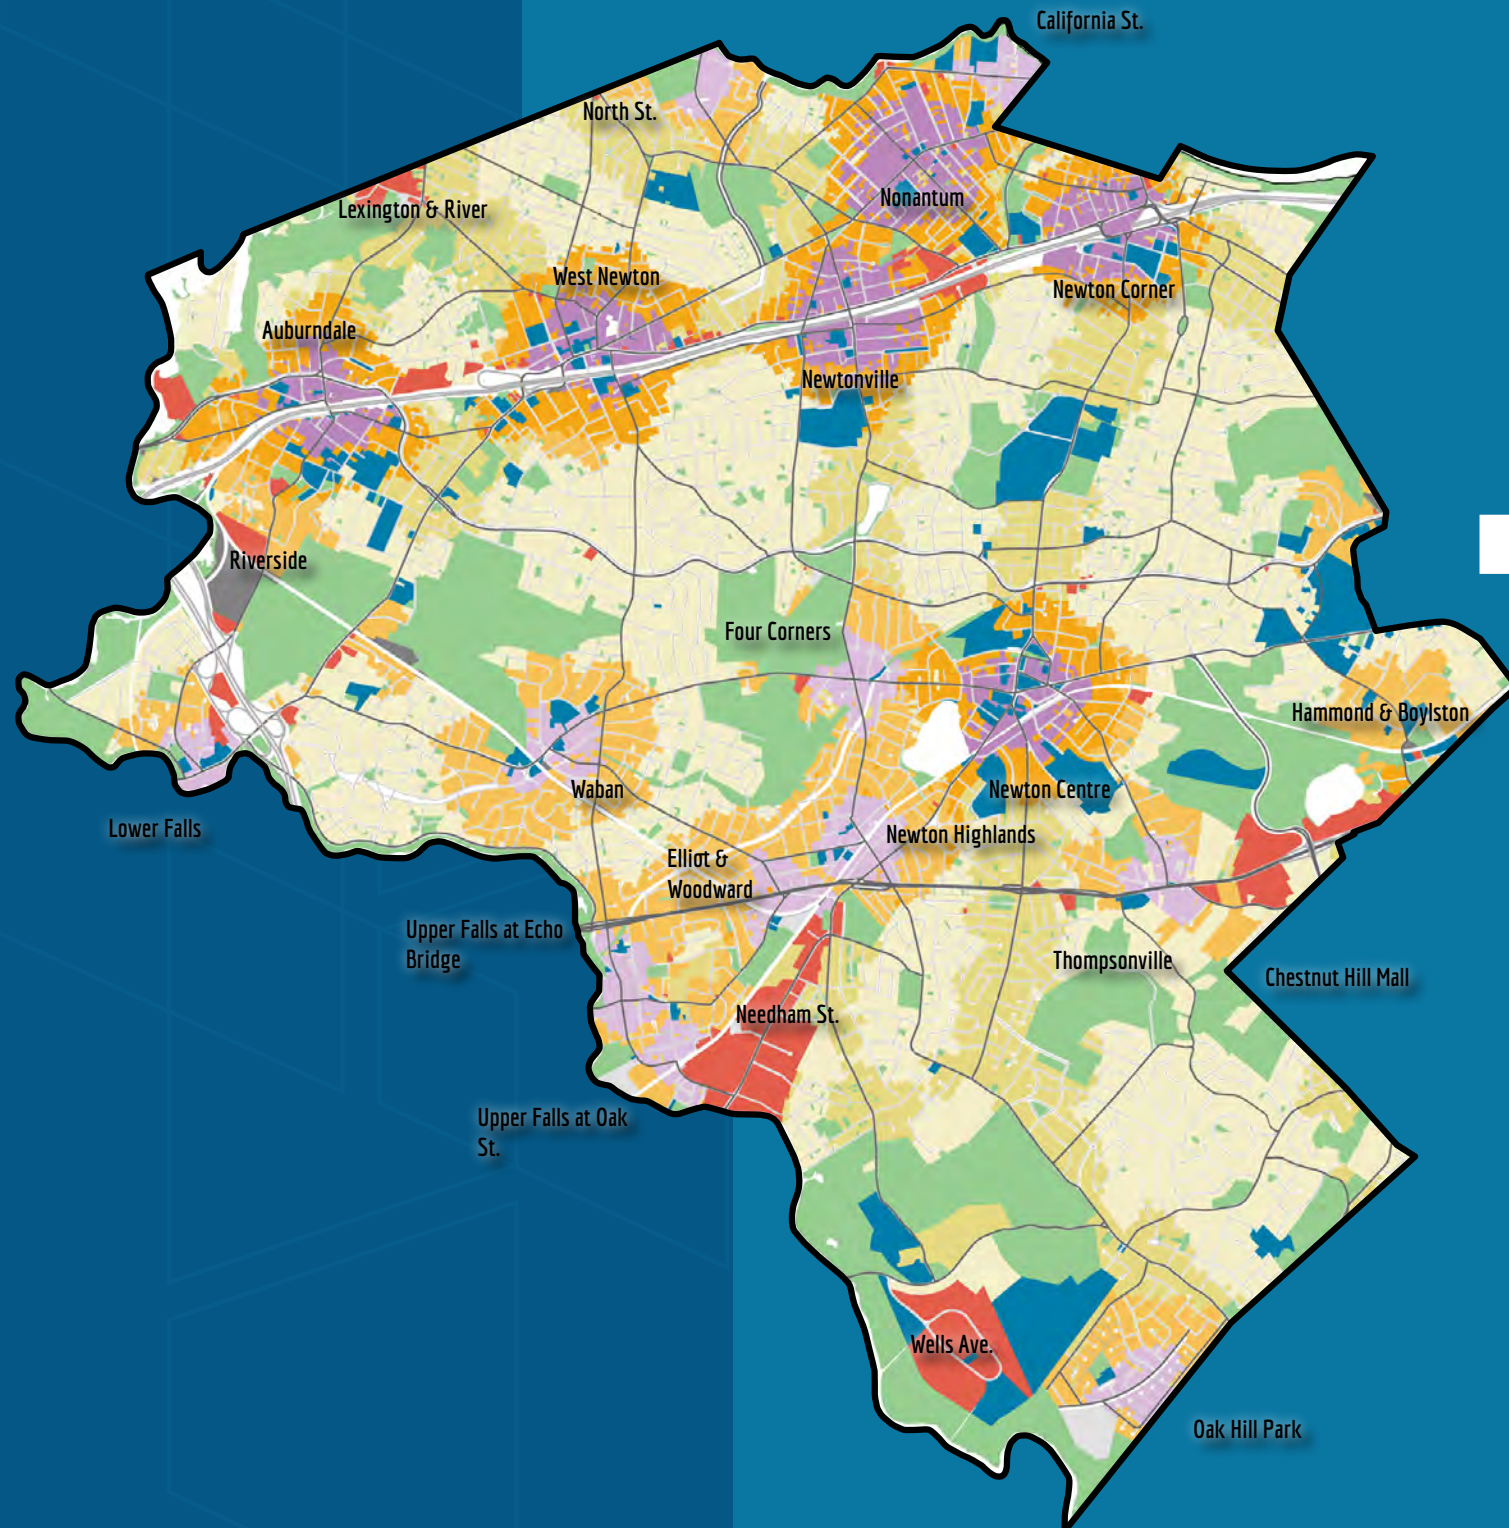 California St.
North St.
Nonantum
Lexington & River
West Newton
Newton Corner
Auburndale
Newtonville
Riverside
Four Corners
Hammond & Boylston
Waban
Newton Centre
Lower Falls
Newton Highlands
Elliot &
Woodward
Upper Falls at Echo
Bridge
Thompsonville
Chestnut Hill Mall
Needham St.
Upper Falls at Oak
St.
Wells Ave.
Oak Hill Park